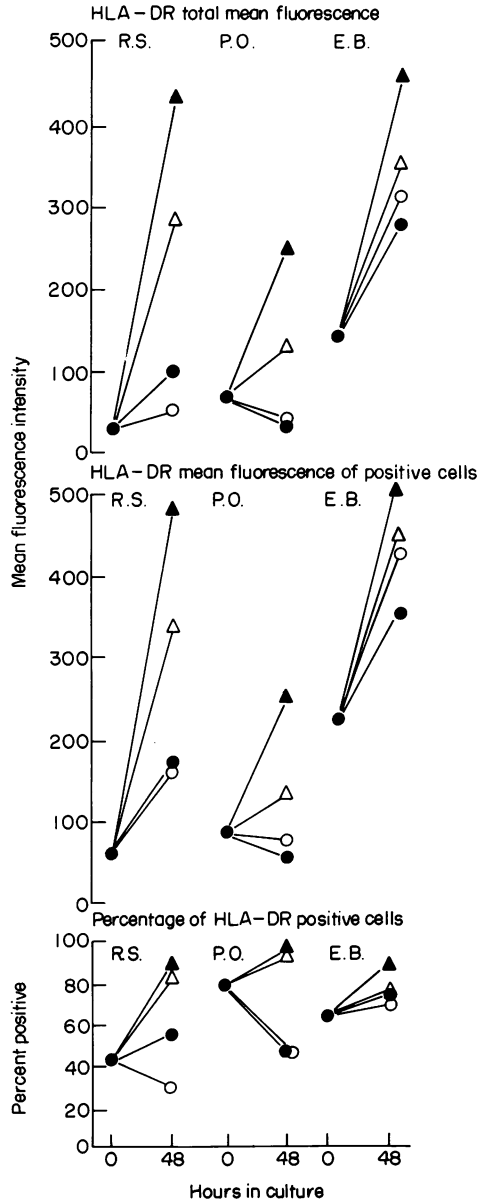 HLA–DR total mean fluorescence
R.S. P.O. E.B.
500
400
300
200
100
0
Mean fluorescence intensity
HLA–DR mean fluorescence of positive cells
R.S. P.O. E.B.
500
400
300
200
100
0
Percentage of HLA–DR positive cells
R.S. P.O. E.B.
100
80
60
40
20
0
Percent positive
0 48 0 48 0 48
Hours in culture